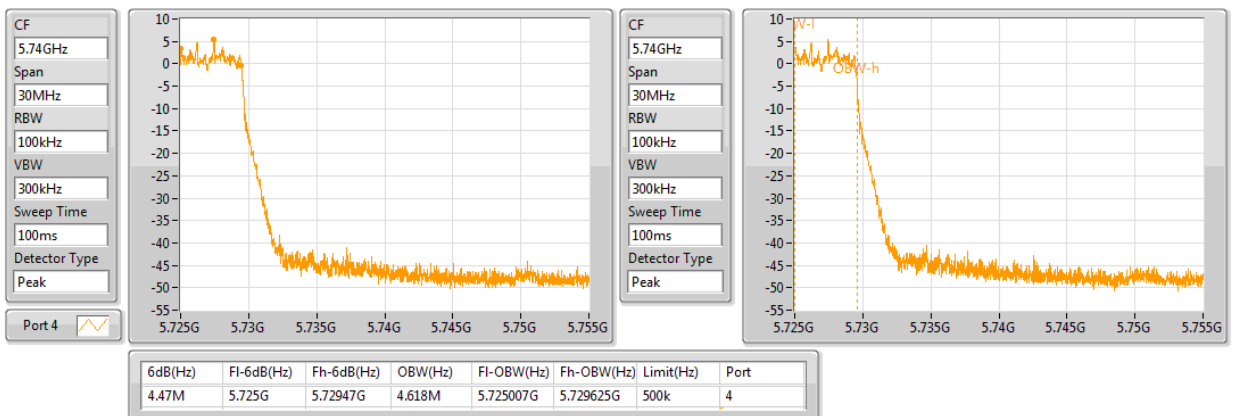 CF
5.74GHz
Span
30MHz
RBW
100kHz
VBW
300kHz
Sweep Time
100ms
Detector Type
Peak
Port 4
10
5
0
-5
-10
-15
-20
-25
-30
-35
-40
-45
-50
-55
5.725G 5.73G 5.735G 5.74G 5.745G 5.75G 5.755G
CF
5.74GHz
Span
30MHz
RBW
100kHz
VBW
300kHz
Sweep Time
100ms
Detector Type
Peak
10
5
0
-5
-10
-15
-20
-25
-30
-35
-40
-45
-50
-55
W-l
OBW-h
5.725G 5.73G 5.735G 5.74G 5.745G 5.75G 5.755G
6dB(Hz) Fl-6dB(Hz) Fh-6dB(Hz) OBW(Hz) Fl-OBW(Hz) Fh-OBW(Hz) Limit(Hz) Port
4.47M 5.725G 5.72947G 4.618M 5.725007G 5.729625G 500k 4